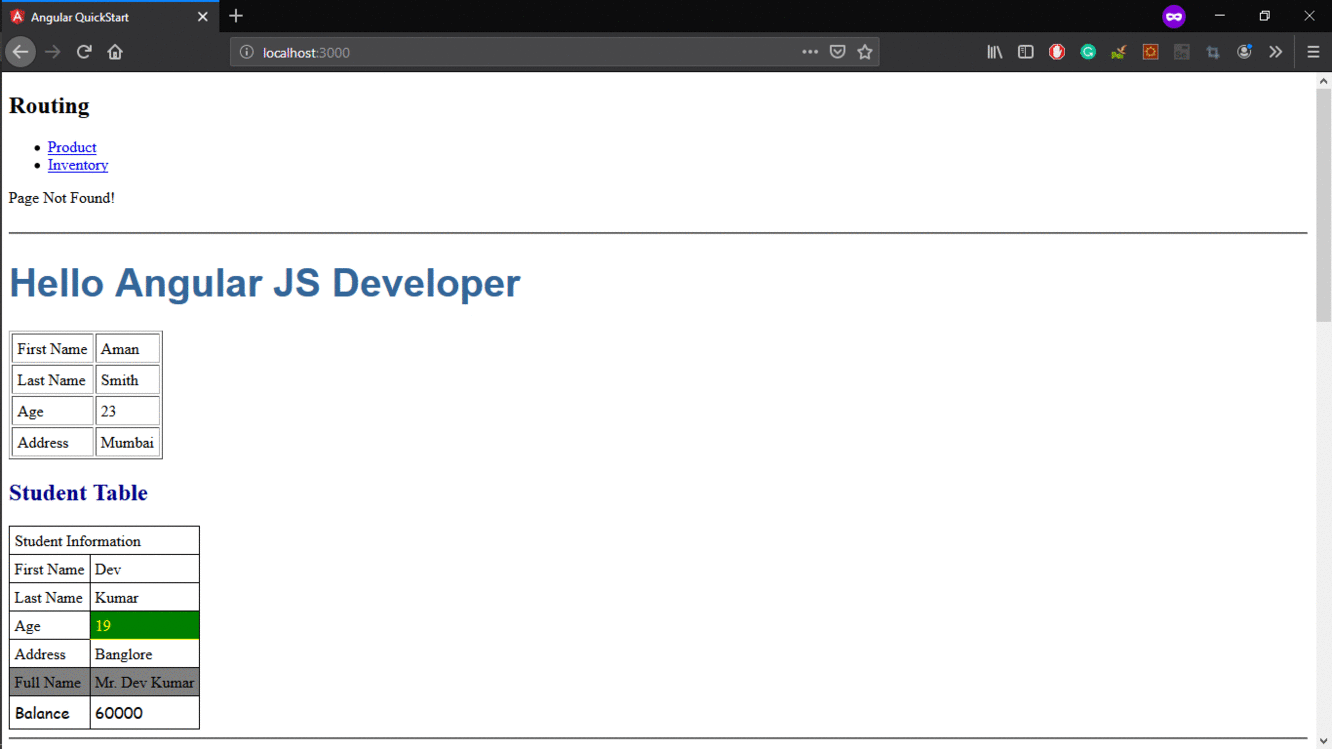 Angular QuickStart
localhost:3000
Routing
Product
Inventory
Page Not Found!
Hello Angular JS Developer
First Name Aman
Last Name Smith
Age 23
Address Mumbai
Student Table
Student Information
First Name Dev
Last Name Kumar
Age 19
Address Banglore
Full Name Mr. Dev Kumar
Balance 60000